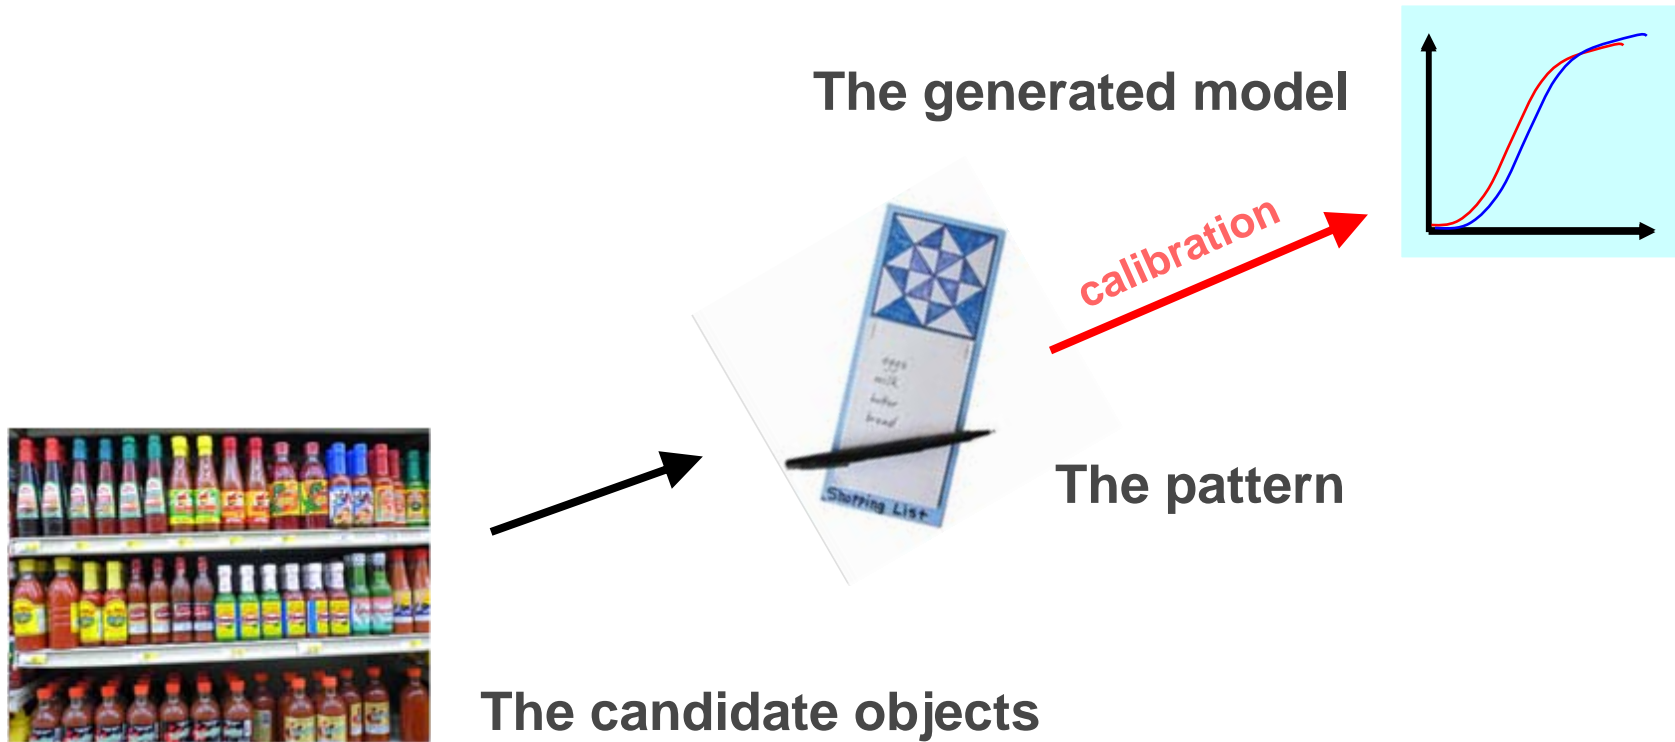 The generated model
calibration
eggs
milk
butter
bread
The pattern
Shopping List
The candidate objects